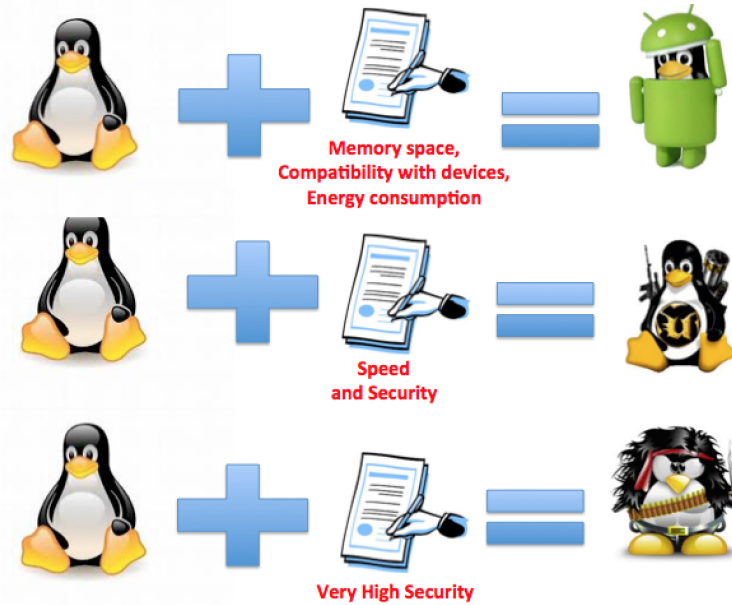 Memory space,
Compatibility with devices,
Energy consumption
Speed
and Security
Very High Security